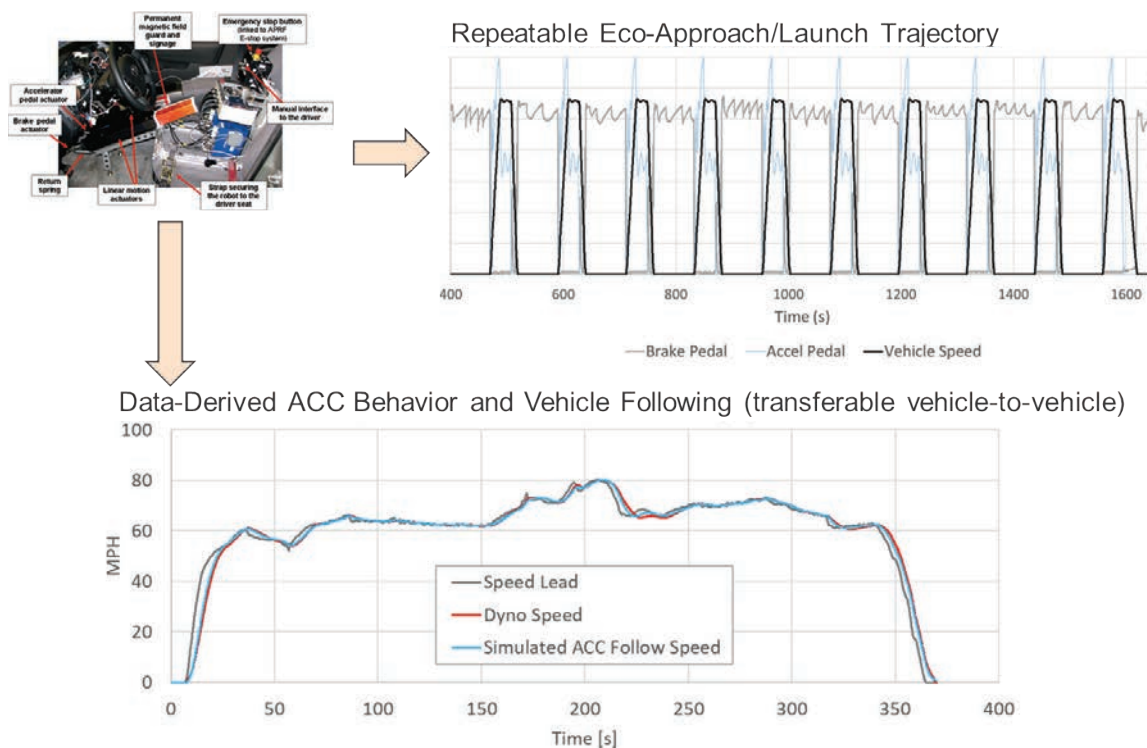 Permanent
magnetic field
guard and
signage
Emergency stop button
(linked to APRF
E-stop system)
Accelerator
pedal actuator
Brake pedal
actuator
Manual interface
to the driver
Return
spring
Linear motion
actuators
Strap securing
the robot to the
driver seat
Repeatable Eco-Approach/Launch Trajectory
400 600 800 1000 1200 1400 1600
Time (s)
Brake Pedal Accel Pedal Vehicle Speed
Data-Derived ACC Behavior and Vehicle Following (transferable vehicle-to-vehicle)
100
80
60
40
20
0
MPH
Speed Lead
Dyno Speed
Simulated ACC Follow Speed
0 50 100 150 200 250 300 350 400
Time [s]